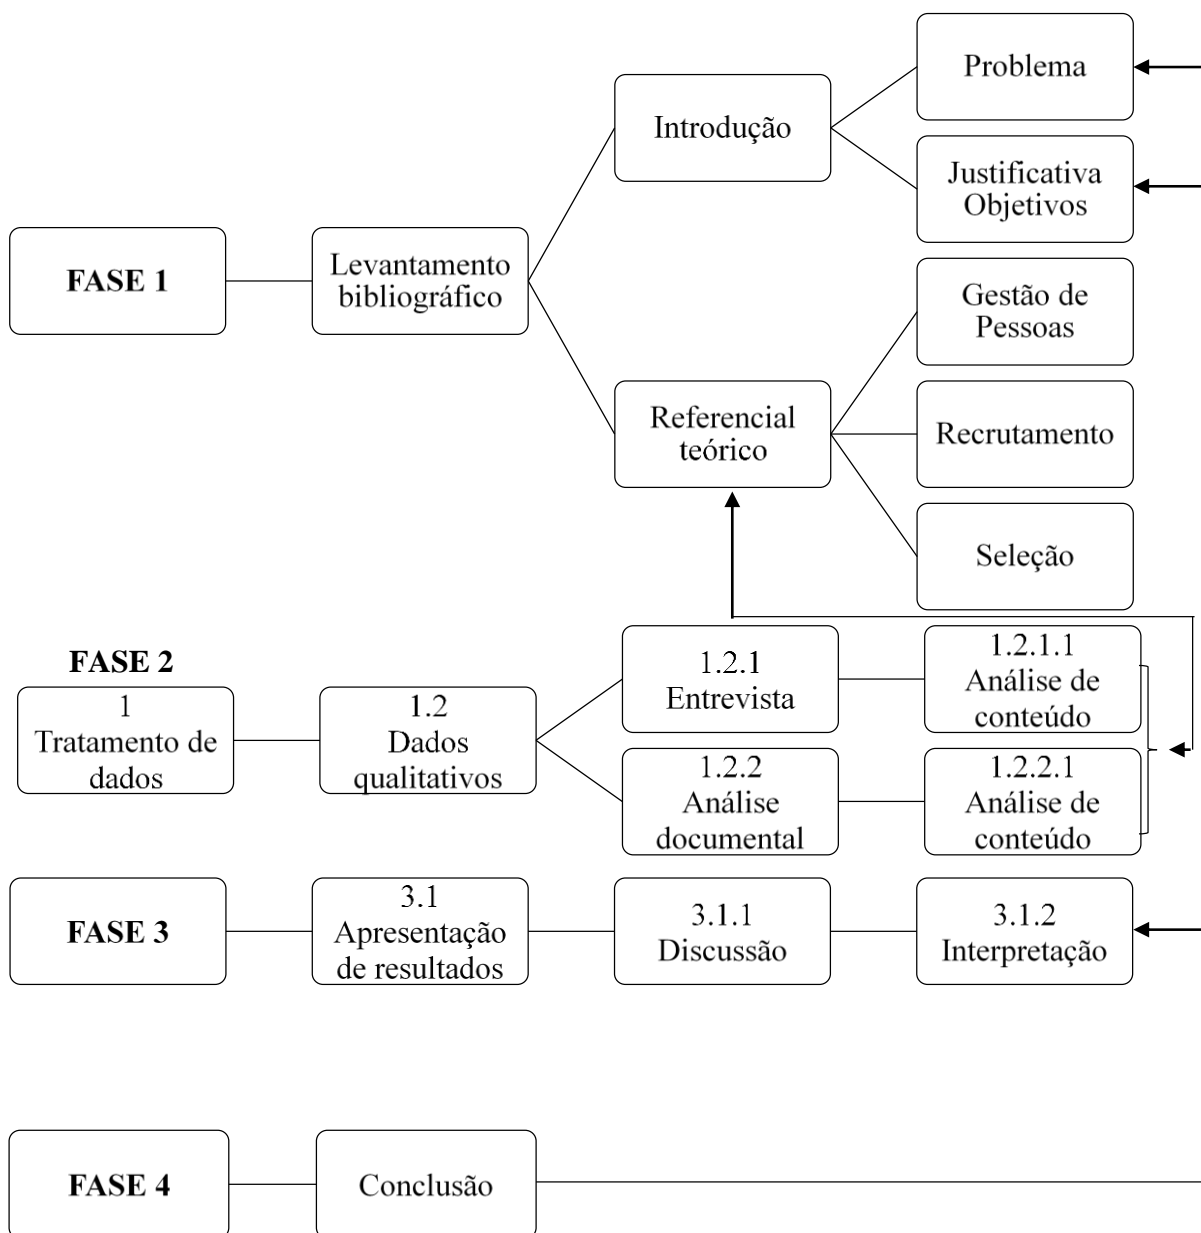 Problema
Introdução
Justificativa
Objetivos
FASE 1
Levantamento
bibliográfico
Gestão de
Pessoas
Referencial
teórico
Recrutamento
Seleção
FASE 2
1
Tratamento de
dados
1.2
Dados
qualitativos
1.2.1
Entrevista
1.2.1.1
Análise de
conteúdo
1.2.2
Análise
documental
1.2.2.1
Análise de
conteúdo
FASE 3
3.1
Apresentação
de resultados
3.1.1
Discussão
3.1.2
Interpretação
FASE 4
Conclusão